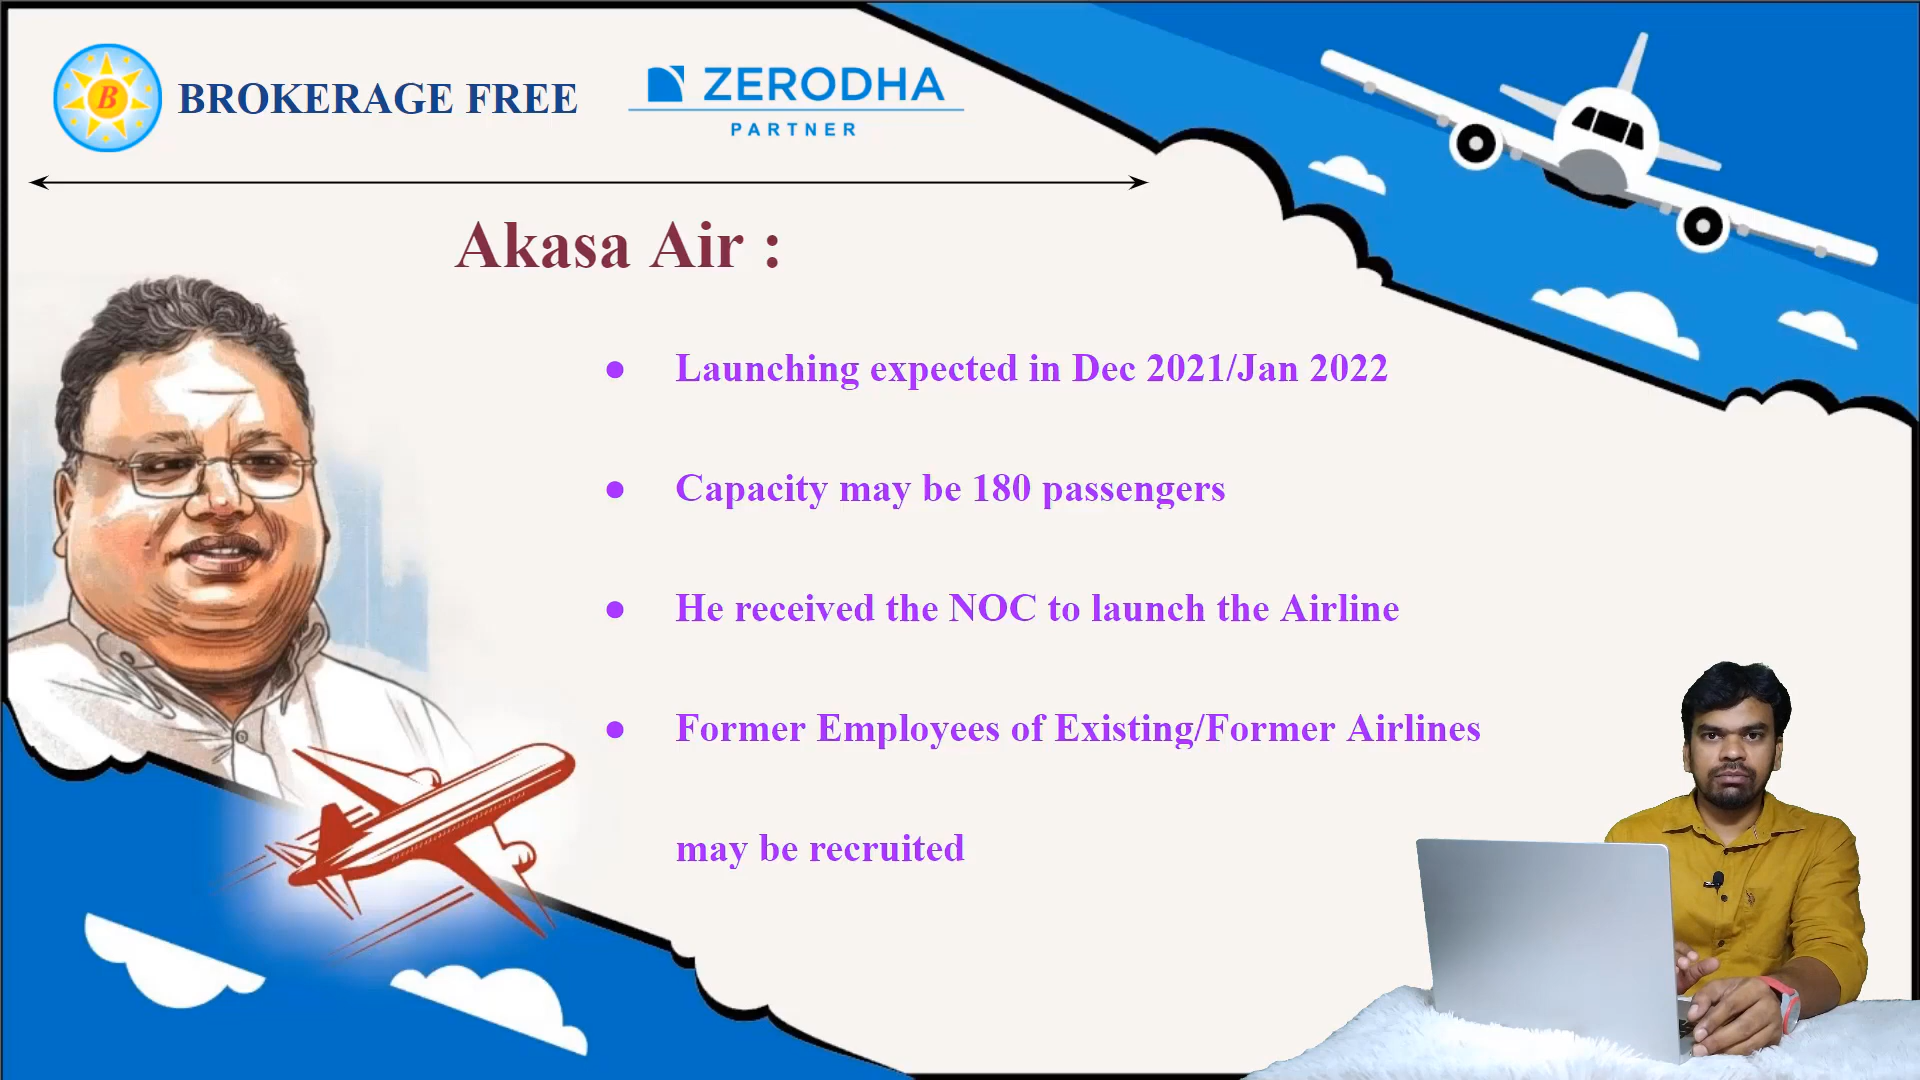 B
BROKERAGE FREE
ZERODHA
PARTNER
Akasa Air :
● Launching expected in Dec 2021/Jan 2022
● Capacity may be 180 passengers
● He received the NOC to launch the Airline
● Former Employees of Existing/Former Airlines
may be recruited